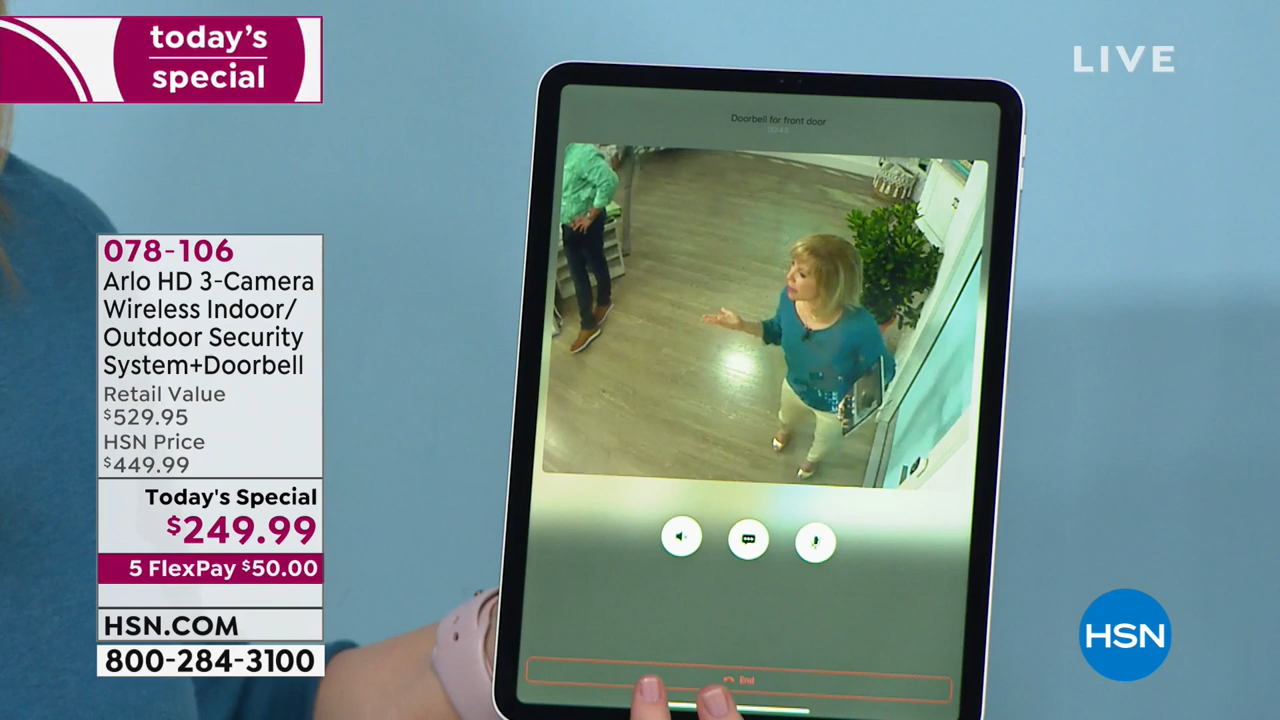 today's
special
LIVE
Doorbell for front door
078-106
Arlo HD 3-Camera
Wireless Indoor/
Outdoor Security
System+Doorbell
Retail Value
$529.95
HSN Price
$449.99
Today's Special
$249.99
5 FlexPay $50.00
HSN.COM
800-284-3100
End
HSN